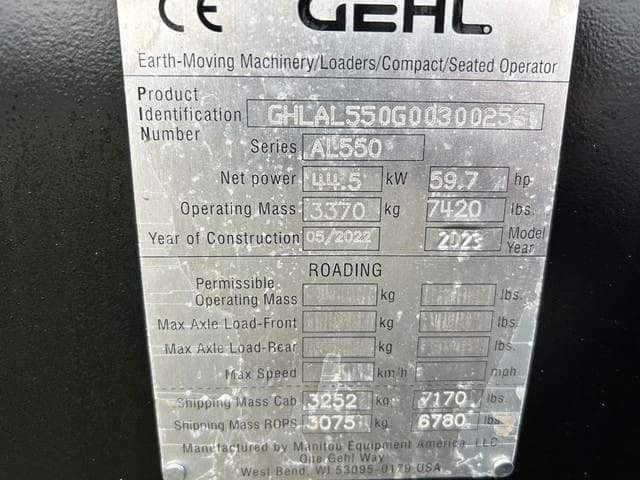 CE GEHL
Earth-Moving Machinery/Loaders/Compact/Seated Operator
Product
Identification GHLAL550G00300256
Number
Series AL550
Net power 44.5 kW 59.7 hp
Operating Mass 3370 kg 7420 lbs.
Year of Construction 05/2022 2023 Model Year
ROADING
Permissible
Operating Mass kg lbs.
Max Axle Load-Front kg lbs.
Max Axle Load-Rear kg lbs.
Max Speed km/h mph
Shipping Mass Cab 3252 kg 7170 lbs
Shipping Mass ROPS 3075 kg 6780 lbs
Manufactured by Manitou Equipment America, LLC
One Gehl Way
West Bend, WI 53095-0179 USA